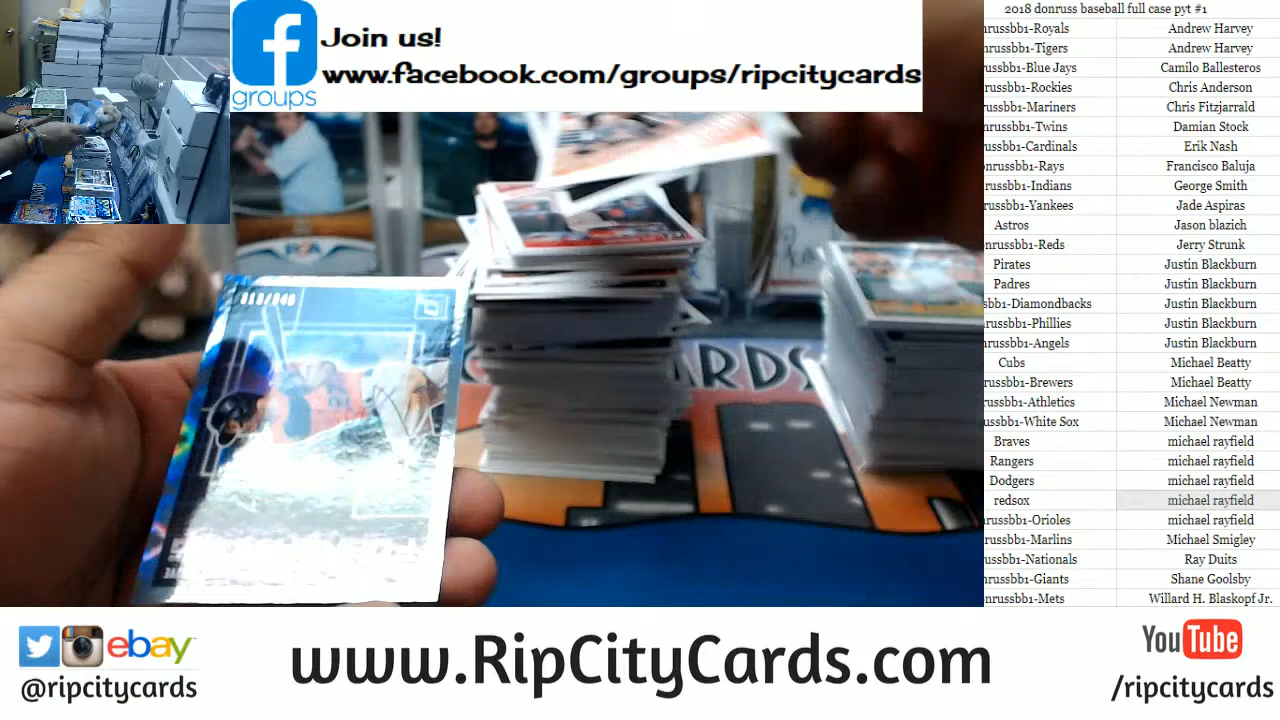 2018 donruss baseball full case pyt #1
Join us!
www.facebook.com/groups/ripcitycards
f
groups
nrussbb1-Royals Andrew Harvey
nrussbb1-Tigers Andrew Harvey
russbb1-Blue Jays Camilo Ballesteros
russbb1-Rockies Chris Anderson
russbb1-Mariners Chris Fitzjarrald
nrussbb1-Twins Damian Stock
russbb1-Cardinals Erik Nash
onrussbb1-Rays Francisco Baluja
russbb1-Indians George Smith
russbb1-Yankees Jade Aspiras
Astros Jason blazich
onrussbb1-Reds Jerry Strunk
Pirates Justin Blackburn
Padres Justin Blackburn
sbb1-Diamondbacks Justin Blackburn
russbb1-Phillies Justin Blackburn
russbb1-Angels Justin Blackburn
Cubs Michael Beatty
russbb1-Brewers Michael Beatty
russbb1-Athletics Michael Newman
ussbb1-White Sox Michael Newman
Braves michael rayfield
Rangers michael rayfield
Dodgers michael rayfield
redsox michael rayfield
nrussbb1-Orioles michael rayfield
russbb1-Marlins Michael Smigley
russbb1-Nationals Ray Duits
nrussbb1-Giants Shane Goolsby
onrussbb1-Mets Willard H. Blaskopf Jr.
CARDS
ebay
@ripcitycards
www.RipCityCards.com
YouTube
/ripcitycards